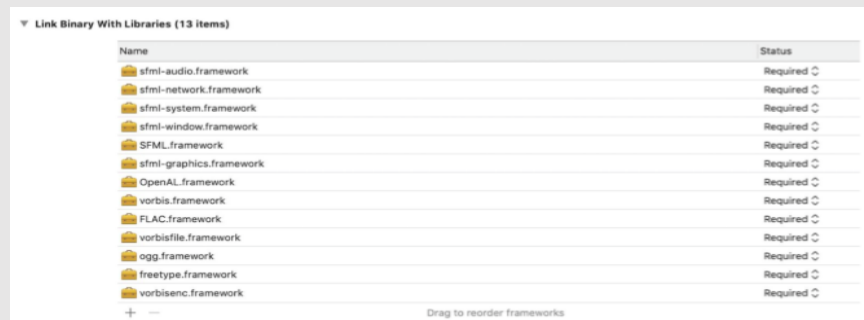 Link Binary With Libraries (13 items)
Name Status
sfml-audio.framework Required
sfml-network.framework Required
sfml-system.framework Required
sfml-window.framework Required
SFML.framework Required
sfml-graphics.framework Required
OpenAL.framework Required
vorbis.framework Required
FLAC.framework Required
vorbisfile.framework Required
ogg.framework Required
freetype.framework Required
vorbisenc.framework Required
+ — Drag to reorder frameworks